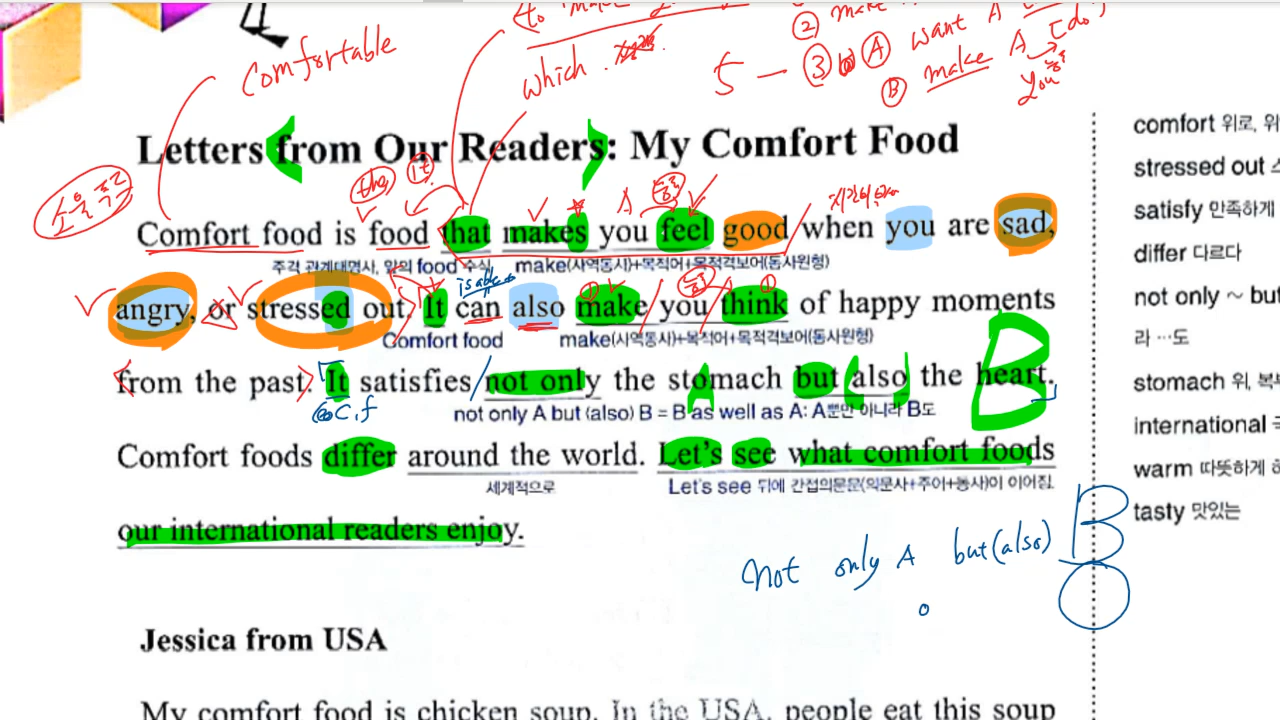 Comfortable
to make
which
② make
5 - ③ ⓐ want A to do
ⓑ make A
you
Letters from Our Readers: My Comfort Food
the it
Comfort food is food that makes you feel good when you are sad,
주격 관계대명사, 앞의 food 수식 make(사역동사)+목적어+목적격보어(동사원형)
angry, or stressed out. It can also make you think of happy moments
Comfort food make(사역동사)+목적어+목적격보어(동사원형)
from the past. It satisfies not only the stomach but also the heart.
C.f
not only A but (also) B = B as well as A: A뿐만 아니라 B도
Comfort foods differ around the world. Let's see what comfort foods
세계적으로 Let's see 뒤에 간접의문문(의문사+주어+동사)이 이어짐.
our international readers enjoy.
Not only A but (also) B
Jessica from USA
My comfort food is chicken soup. In the USA, people eat this soup
comfort 위로, 위
stressed out
satisfy 만족하게
differ 다르다
not only ~ but
라 …도
stomach 위, 복부
international
warm 따뜻하게
tasty 맛있는